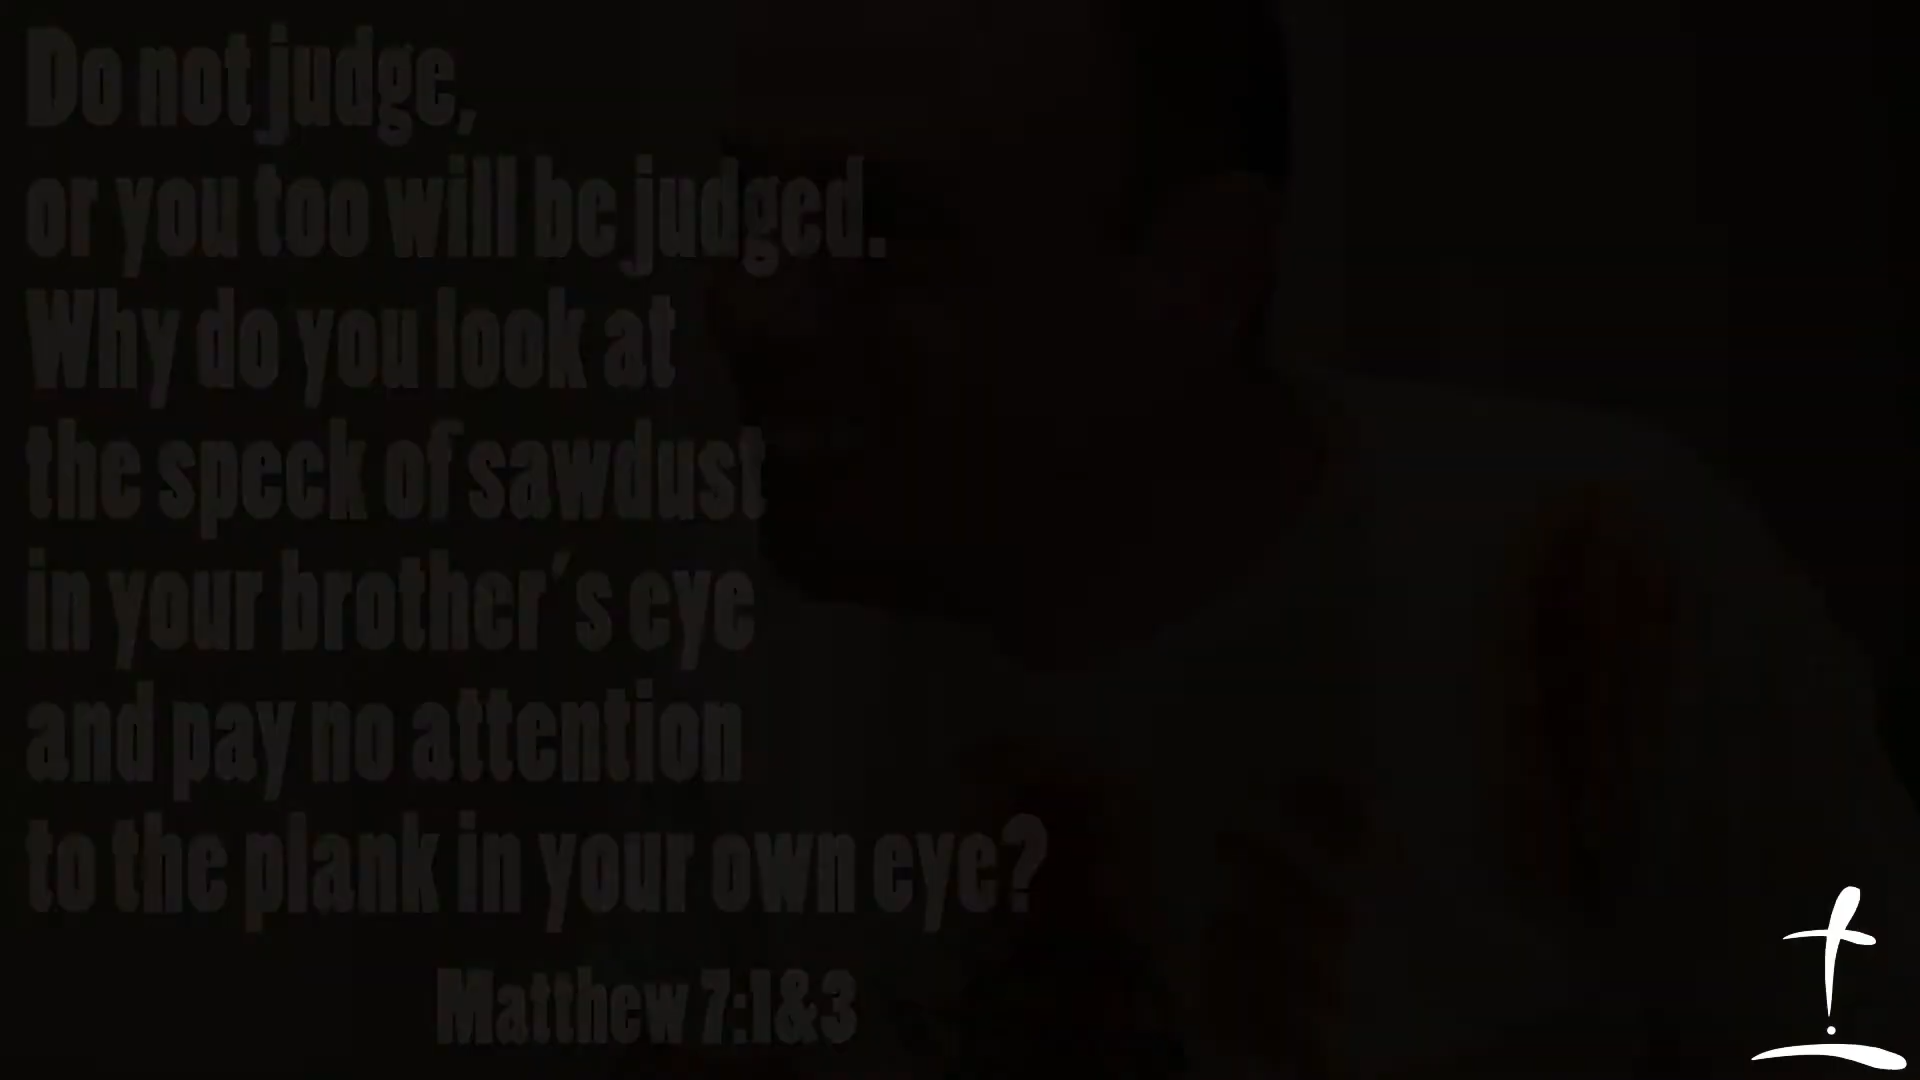 Do not judge,
or you too will be judged.
Why do you look at
the speck of sawdust
in your brother's eye
and pay no attention
to the plank in your own eye?
Matthew 7:1&3